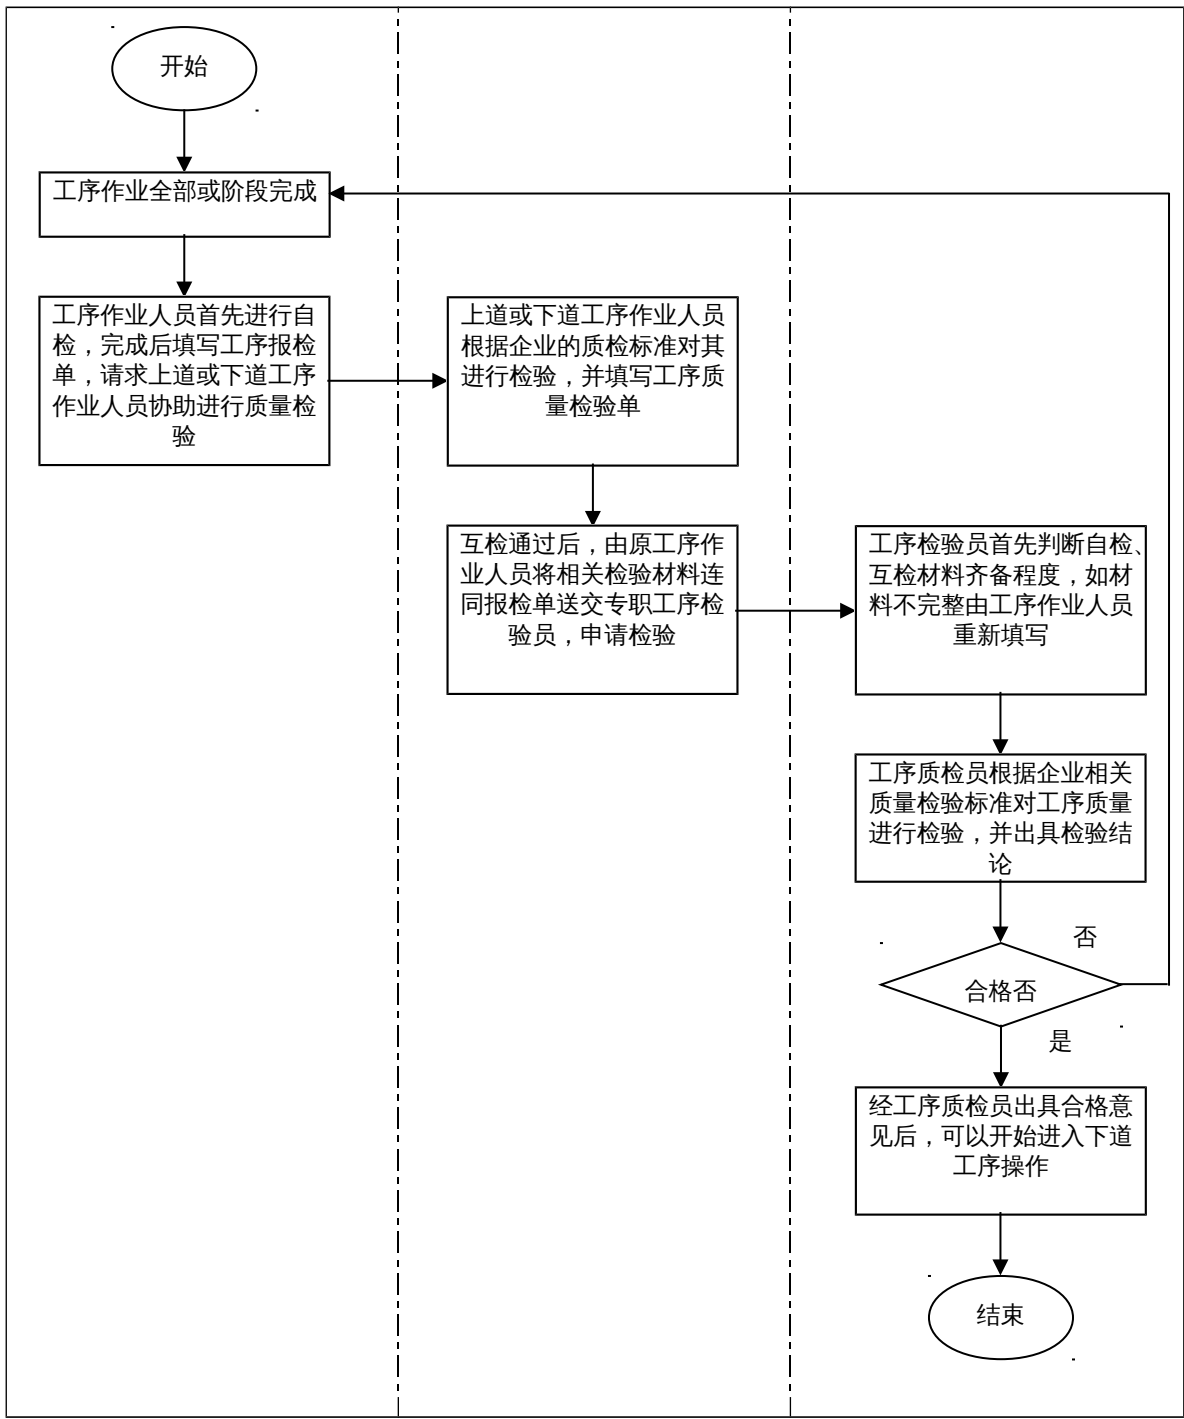 开始
工序作业全部或阶段完成
工序作业人员首先进行自
检，完成后填写工序报检
单，请求上道或下道工序
作业人员协助进行质量检
验
上道或下道工序作业人员
根据企业的质检标准对其
进行检验，并填写工序质
量检验单
互检通过后，由原工序作
业人员将相关检验材料连
同报检单送交专职工序检
验员，申请检验
工序检验员首先判断自检、
互检材料齐备程度，如材
料不完整由工序作业人员
重新填写
工序质检员根据企业相关
质量检验标准对工序质量
进行检验，并出具检验结
论
否
合格否
是
经工序质检员出具合格意
见后，可以开始进入下道
工序操作
结束